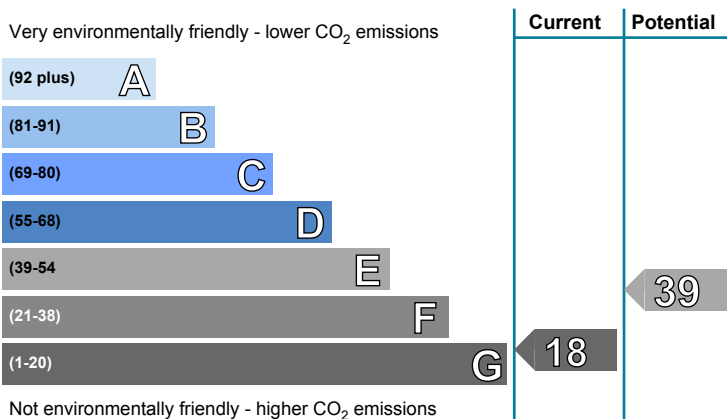 Current Potential
Very environmentally friendly - lower CO2 emissions
(92 plus) A
(81-91) B
(69-80) C
(55-68) D
(39-54 E
39
(21-38) F
(1-20) G 18
Not environmentally friendly - higher CO2 emissions